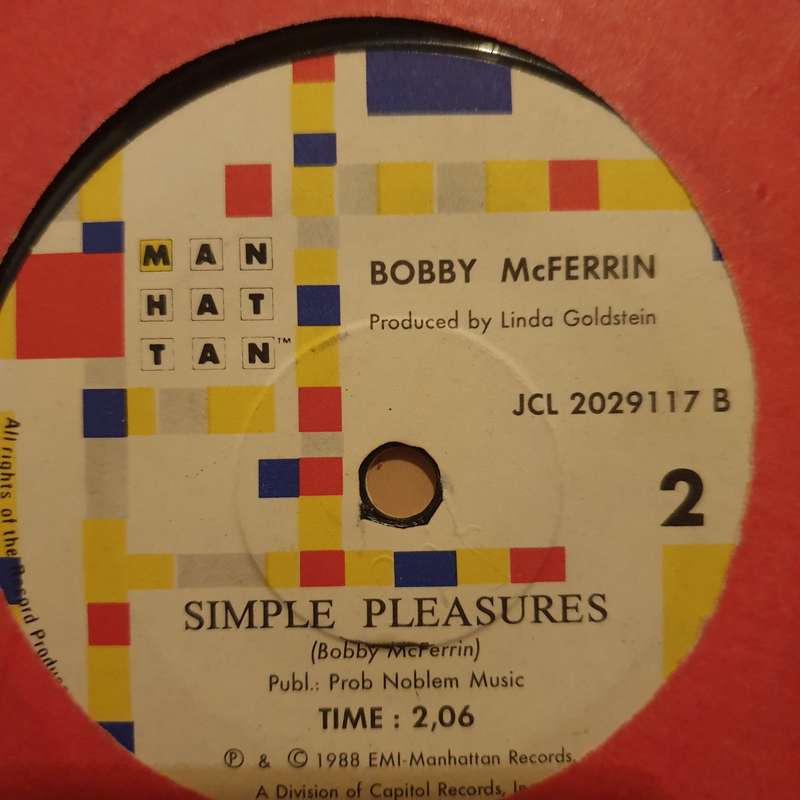 MAN
HAT
TAN™
BOBBY McFERRIN
Produced by Linda Goldstein
JCL 2029117 B
2
SIMPLE PLEASURES
(Bobby McFerrin)
Publ.: Prob Noblem Music
TIME : 2,06
℗ & © 1988 EMI-Manhattan Records.
A Division of Capitol Records,
All rights of the Record